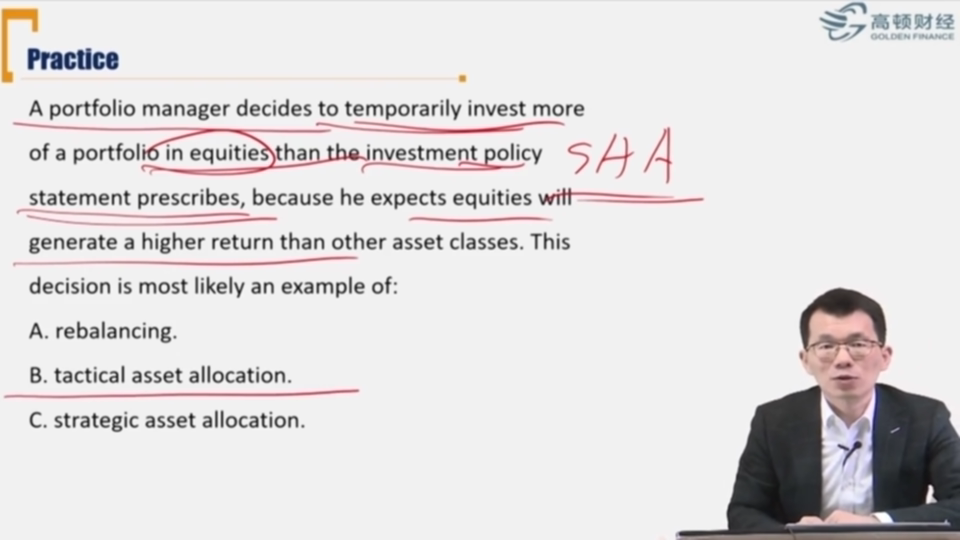 高顿财经
GOLDEN FINANCE
Practice
A portfolio manager decides to temporarily invest more
of a portfolio in equities than the investment policy
SAA
statement prescribes, because he expects equities will
generate a higher return than other asset classes. This
decision is most likely an example of:
A. rebalancing.
B. tactical asset allocation.
C. strategic asset allocation.